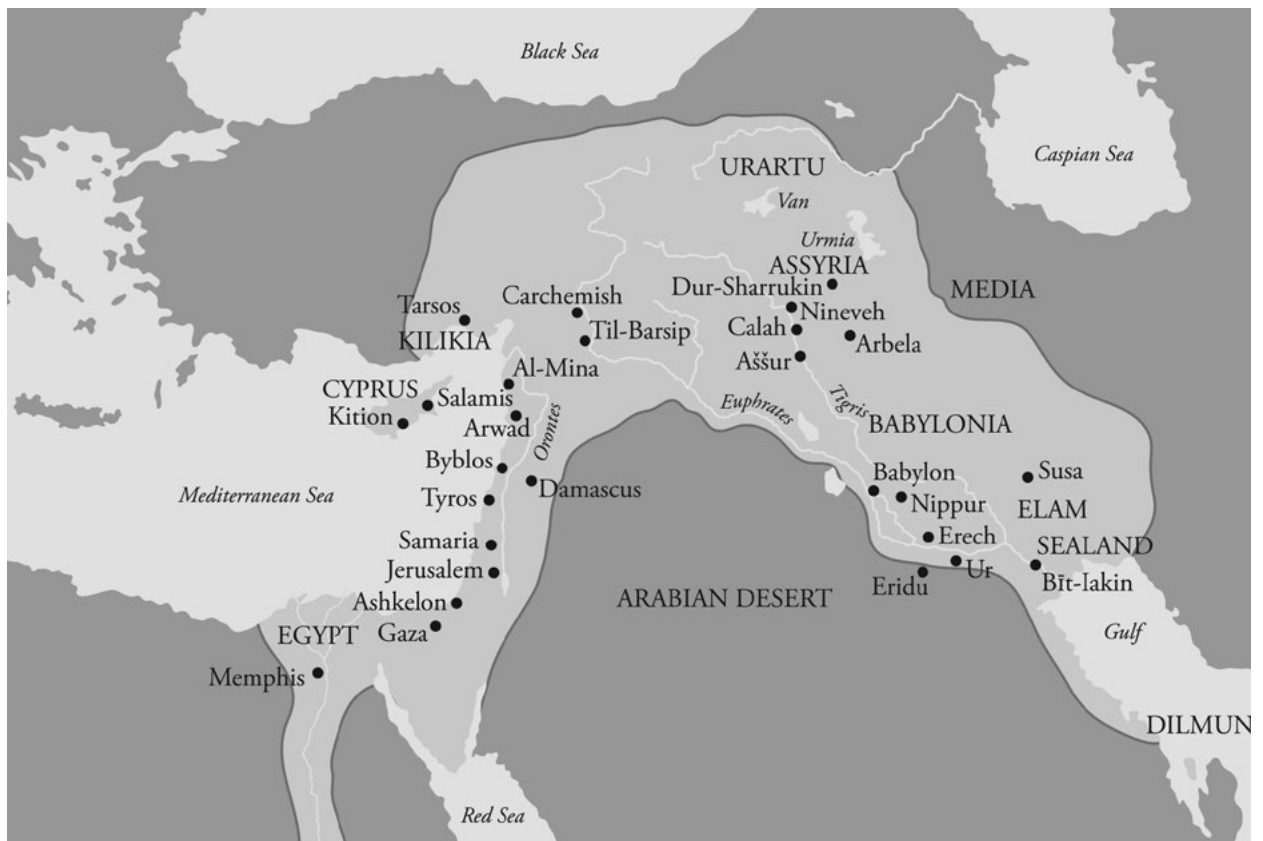 Black Sea
Caspian Sea
URARTU
Van
Urmia
ASSYRIA
MEDIA
Dur-Sharrukin
Carchemish
Tarsos
Nineveh
KILIKIA
Til-Barsip
Calah
Arbela
Aššur
Al-Mina
CYPRUS
Salamis
Kition
Arwad
Orontes
Euphrates
Tigris
BABYLONIA
Byblos
Babylon
Susa
Mediterranean Sea
Tyros
Damascus
Nippur
ELAM
Samaria
Erech
SEALAND
Jerusalem
Ur
Eridu
Bīt-Iakin
Ashkelon
ARABIAN DESERT
EGYPT
Gaza
Gulf
Memphis
DILMUN
Red Sea